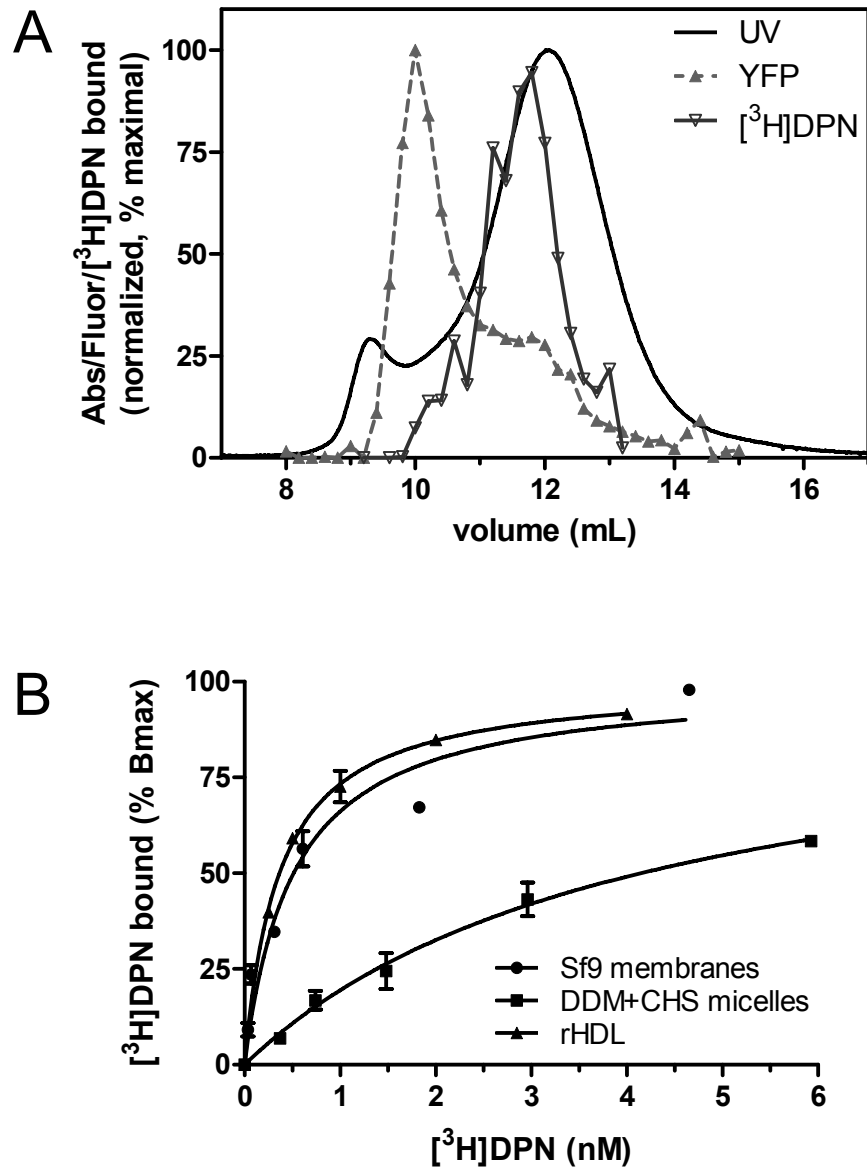 A
Abs/Fluor/[³H]DPN bound
(normalized, % maximal)
100
75
50
25
0
UV
YFP
[³H]DPN
8 10 12 14 16
volume (mL)
B
[³H]DPN bound (% Bmax)
100
75
50
25
0
Sf9 membranes
DDM+CHS micelles
rHDL
0 1 2 3 4 5 6
[³H]DPN (nM)